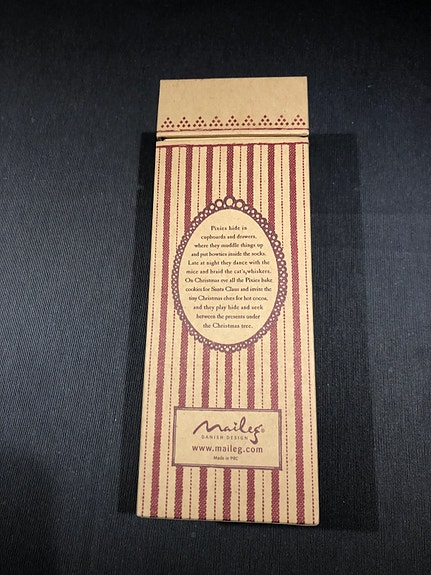 Pixies hide in
cupboards and drawers,
where they muddle things up
and put bowties inside the socks.
Late at night they dance with the
mice and braid the cat's whiskers.
On Christmas eve all the Pixies bake
cookies for Santa Claus and invite the
tiny Christmas elves for hot cocoa,
and they play hide and seek
between the presents under
the Christmas tree.
Maileg®
DANISH DESIGN
www.maileg.com
Made in PRC